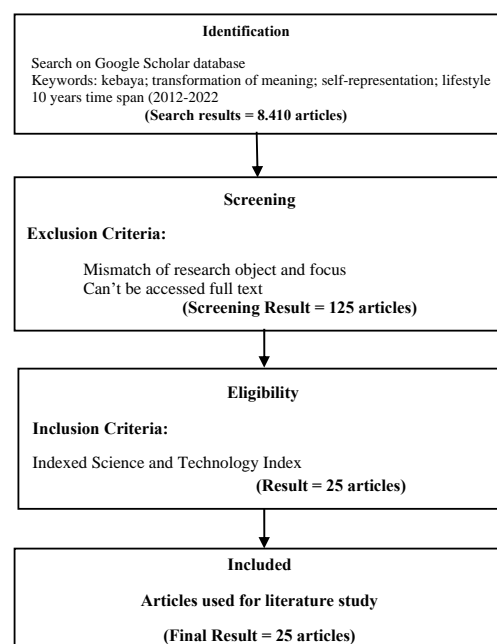 Identification
Search on Google Scholar database
Keywords: kebaya; transformation of meaning; self-representation; lifestyle
10 years time span (2012-2022
(Search results = 8.410 articles)
Screening
Exclusion Criteria:
Mismatch of research object and focus
Can't be accessed full text
(Screening Result = 125 articles)
Eligibility
Inclusion Criteria:
Indexed Science and Technology Index
(Result = 25 articles)
Included
Articles used for literature study
(Final Result = 25 articles)